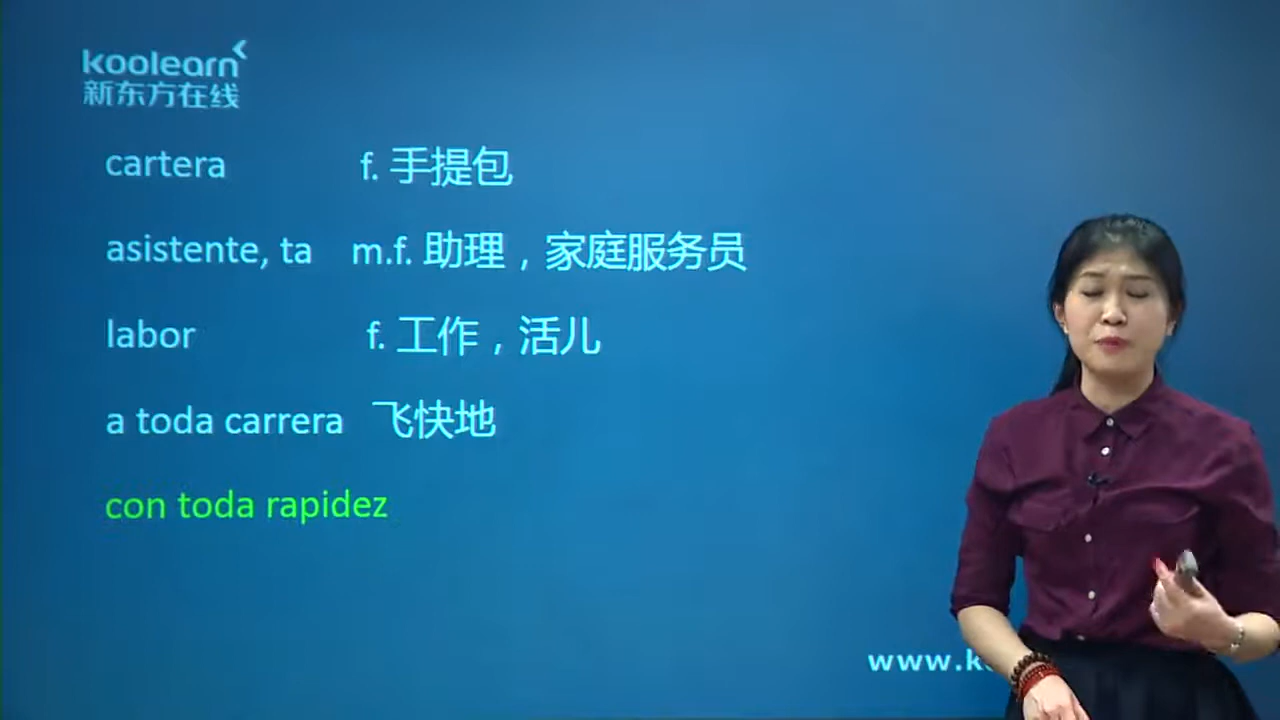 koolearn
新东方在线
cartera f. 手提包
asistente, ta m.f. 助理，家庭服务员
labor f. 工作，活儿
a toda carrera 飞快地
con toda rapidez
www.k